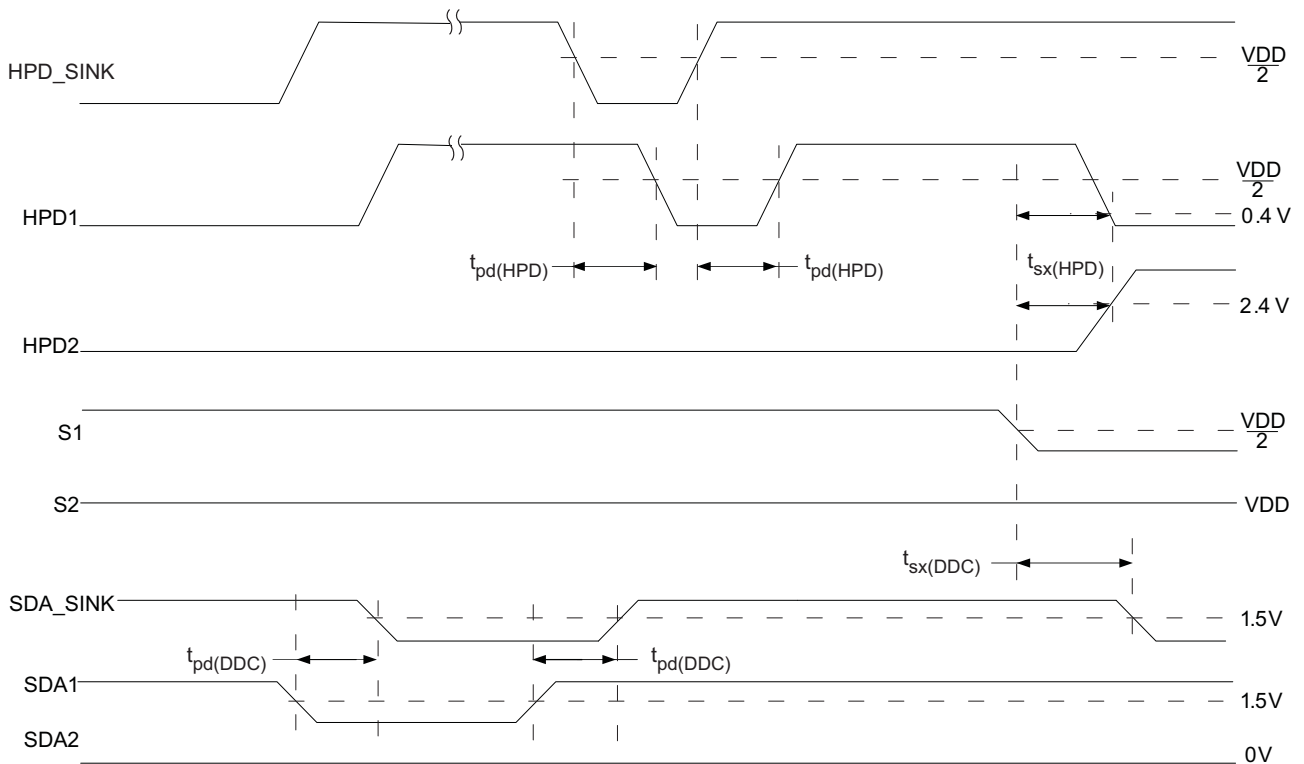 HPD_SINK
VDD
2
HPD1
VDD
2
0.4 V
tpd(HPD)
tpd(HPD)
tsx(HPD)
2.4 V
HPD2
S1
VDD
2
S2
VDD
tsx(DDC)
SDA_SINK
1.5V
tpd(DDC)
tpd(DDC)
SDA1
1.5V
SDA2
0V